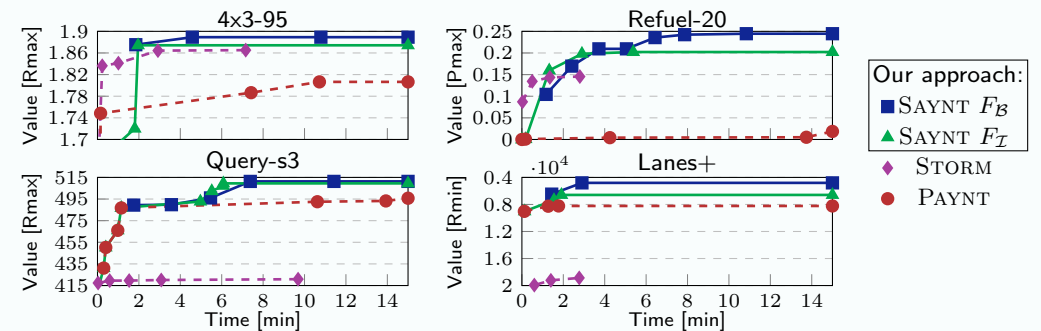 4x3-95
Value [Rmax]
1.9
1.86
1.82
1.78
1.74
1.7
Refuel-20
Value [Pmax]
0.25
0.2
0.15
0.1
0.05
0
Query-s3
Value [Rmax]
515
495
475
455
435
415
0 2 4 6 8 10 12 14
Time [min]
Lanes+
·10⁴
Value [Rmin]
0.4
0.8
1.2
1.6
2
0 2 4 6 8 10 12 14
Time [min]
Our approach:
SAYNT F_B
SAYNT F_I
STORM
PAYNT